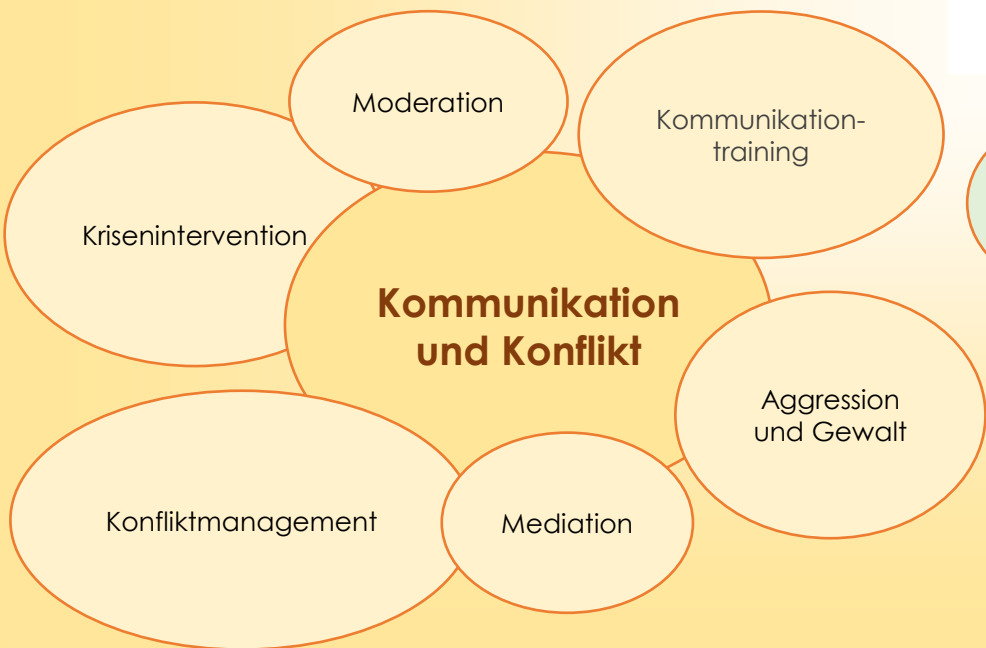 Moderation
Kommunikation-
training
Krisenintervention
Kommunikation
und Konflikt
Aggression
und Gewalt
Konfliktmanagement
Mediation